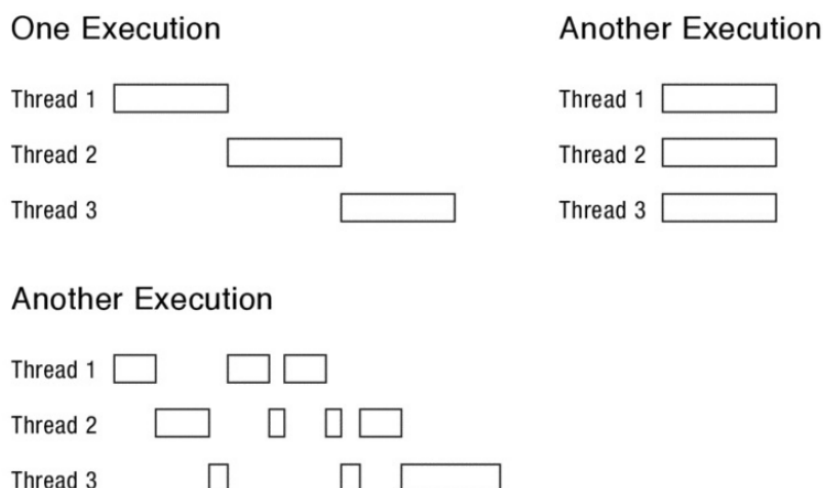 One Execution
Thread 1
Thread 2
Thread 3
Another Execution
Thread 1
Thread 2
Thread 3
Another Execution
Thread 1
Thread 2
Thread 3